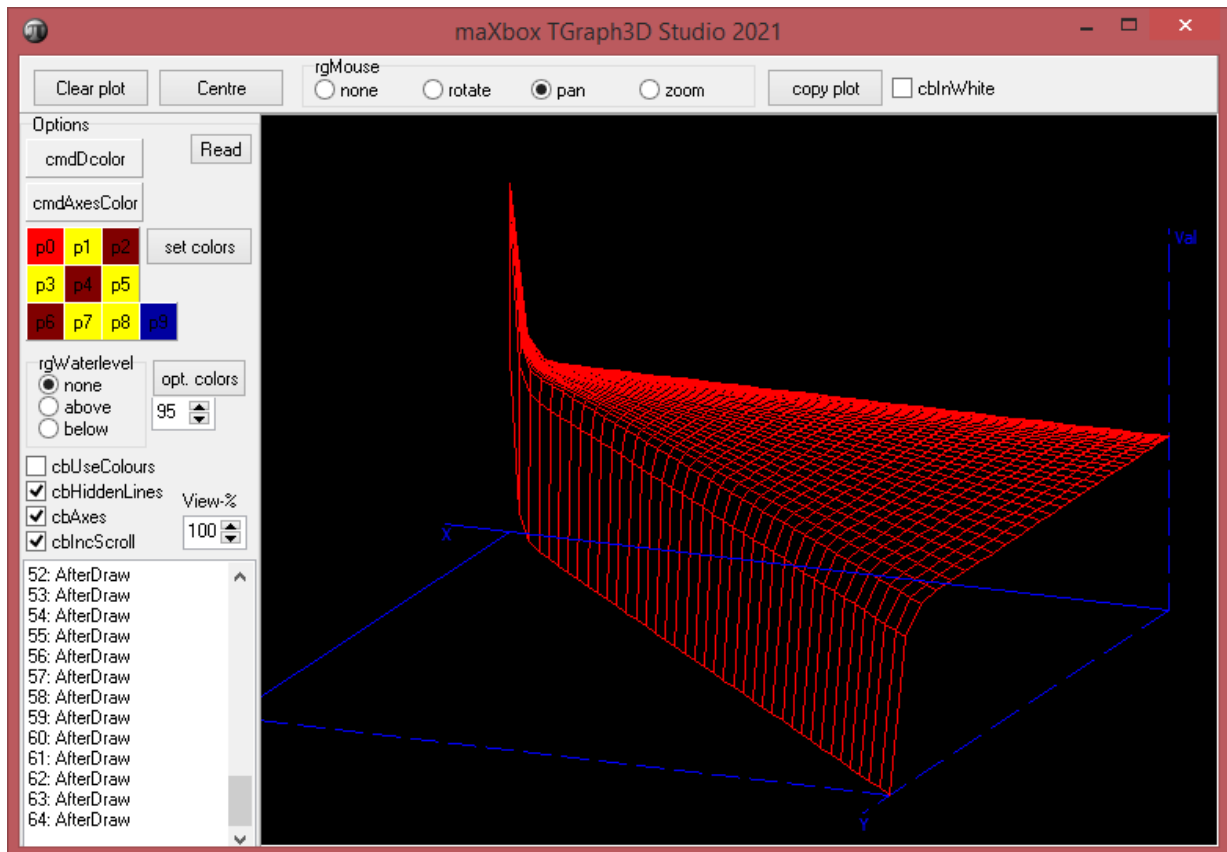 maXbox TGraph3D Studio 2021
Clear plot
Centre
rgMouse
none
rotate
pan
zoom
copy plot
cbInWhite
Options
cmdDcolor
Read
cmdAxesColor
p0 p1 p2
set colors
p3 p4 p5
p6 p7 p8 p9
rgWaterlevel
none
above
below
opt. colors
95
cbUseColours
cbHiddenLines
cbAxes
cbIncScroll
View-%
100
52: AfterDraw
53: AfterDraw
54: AfterDraw
55: AfterDraw
56: AfterDraw
57: AfterDraw
58: AfterDraw
59: AfterDraw
60: AfterDraw
61: AfterDraw
62: AfterDraw
63: AfterDraw
64: AfterDraw
Val
X
Y